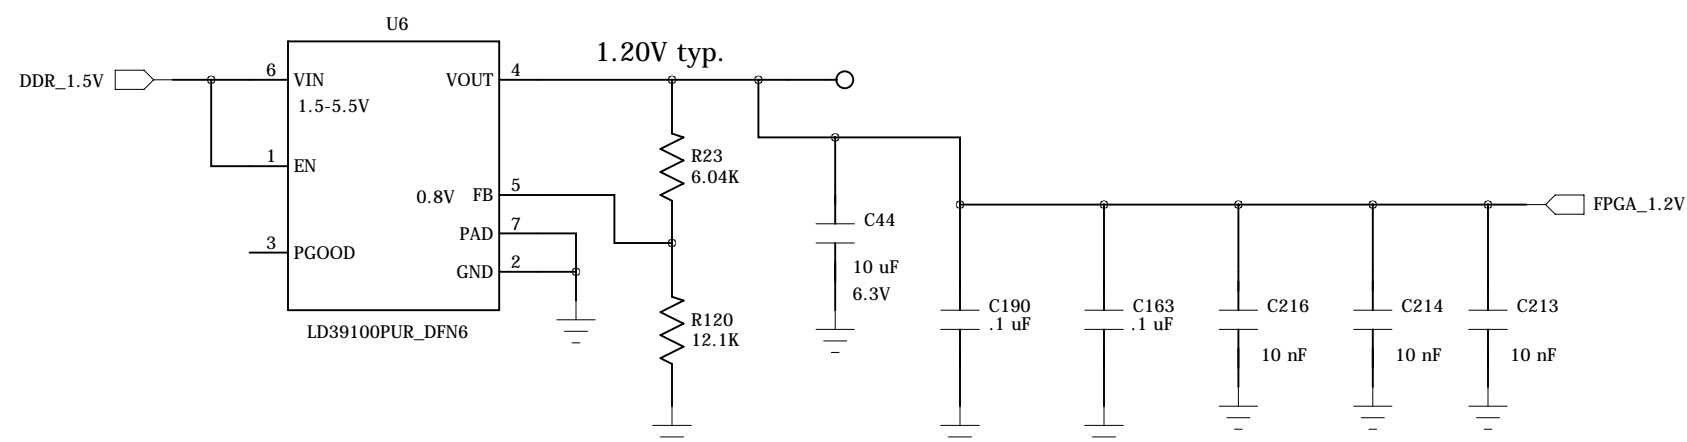 U6
1.20V typ.
DDR_1.5V
6
VIN
VOUT
4
1.5-5.5V
1
EN
R23
6.04K
0.8V
FB
5
PAD
7
3
PGOOD
GND
2
LD39100PUR_DFN6
R120
12.1K
C44
10 uF
6.3V
FPGA_1.2V
C190
.1 uF
C163
.1 uF
C216
10 nF
C214
10 nF
C213
10 nF